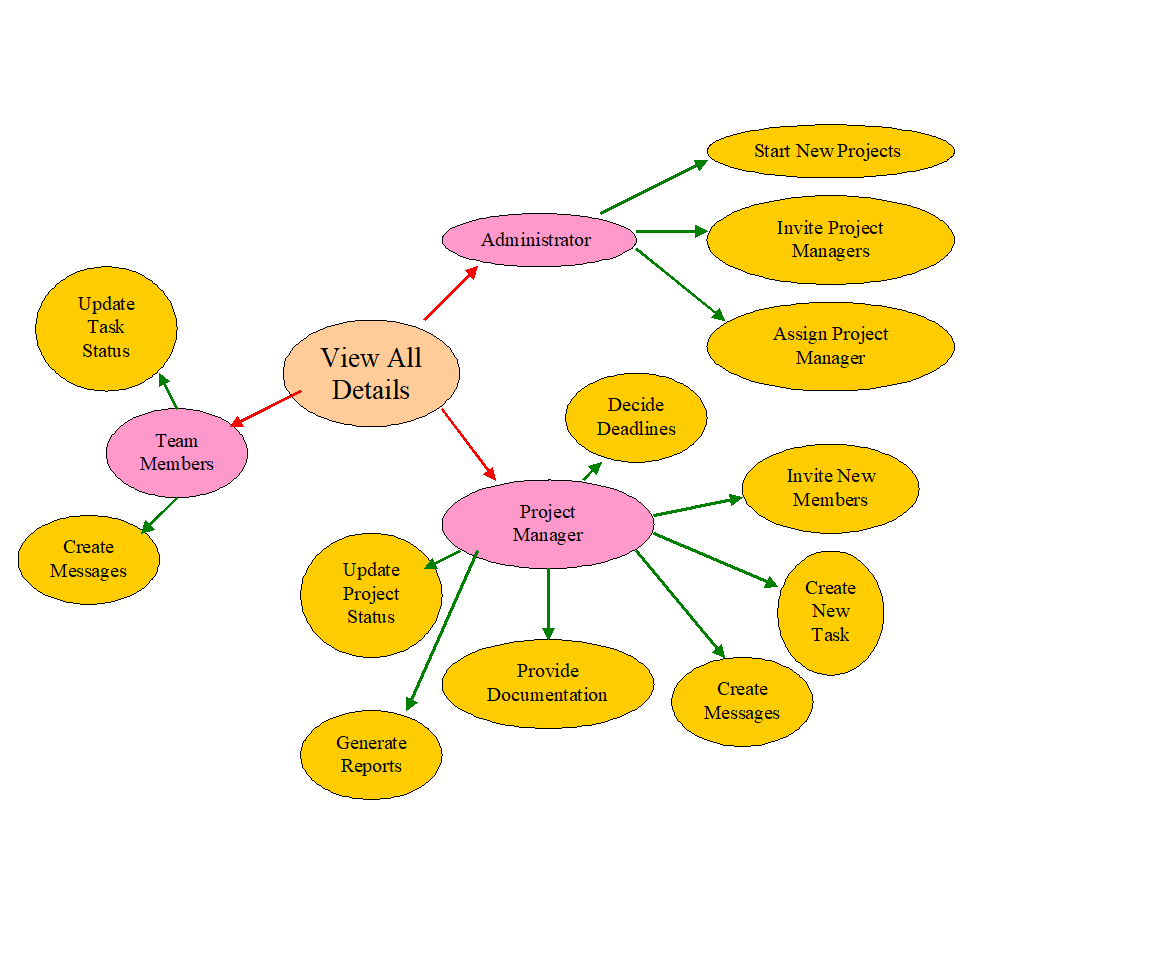 Start New Projects
Invite Project
Managers
Administrator
Assign Project
Manager
Update
Task
Status
View All
Details
Decide
Deadlines
Team
Members
Invite New
Members
Project
Manager
Create
Messages
Update
Project
Status
Create
New
Task
Provide
Documentation
Create
Messages
Generate
Reports